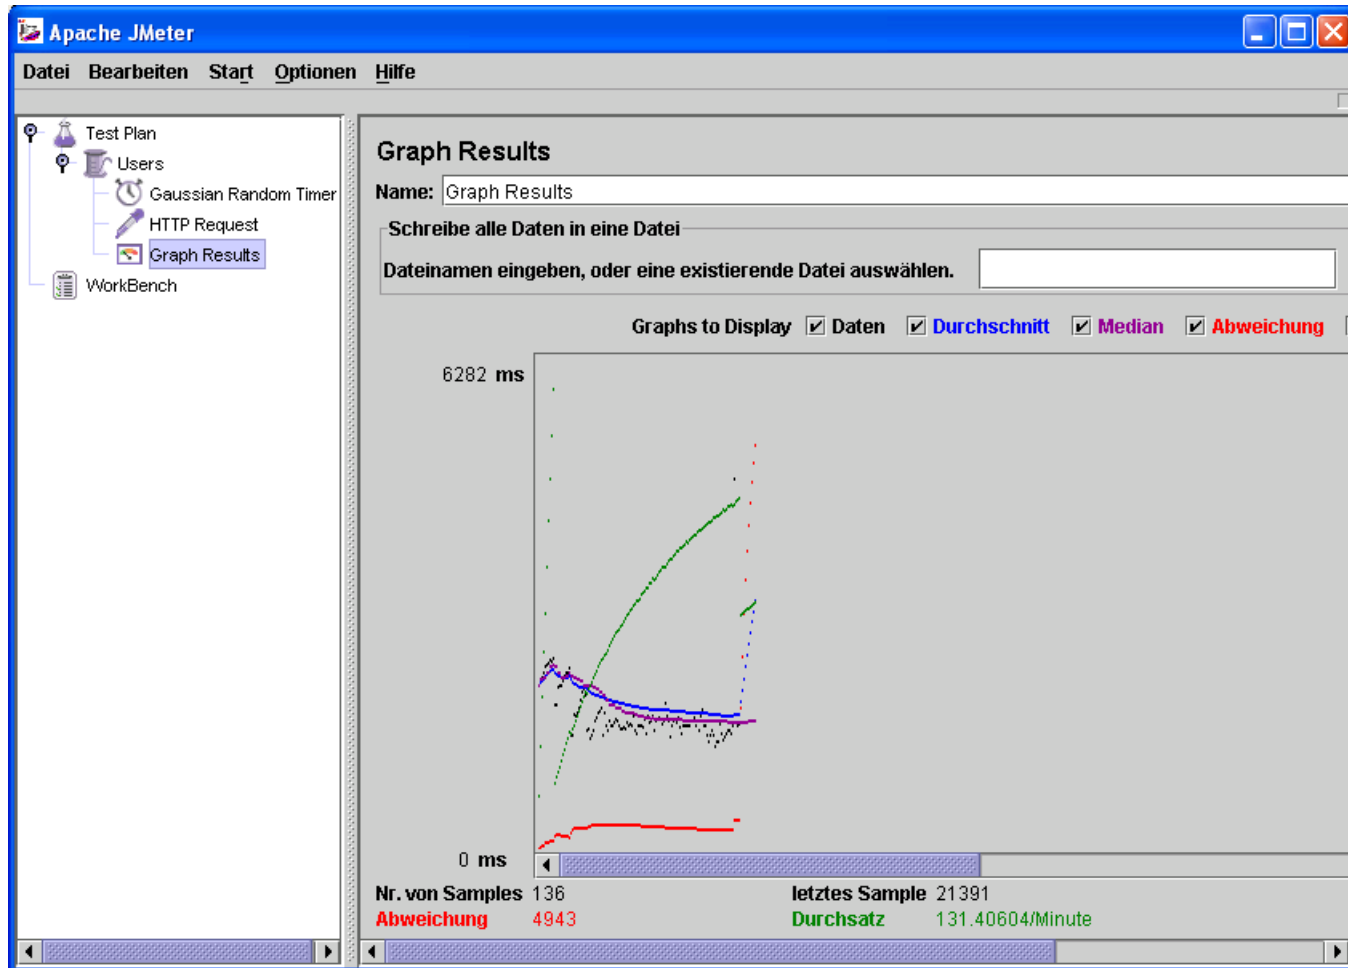 Apache JMeter
Datei Bearbeiten Start Optionen Hilfe
Test Plan
Users
Gaussian Random Timer
HTTP Request
Graph Results
WorkBench
Graph Results
Name: Graph Results
Schreibe alle Daten in eine Datei
Dateinamen eingeben, oder eine existierende Datei auswählen.
Graphs to Display Daten Durchschnitt Median Abweichung
6282 ms
0 ms
Nr. von Samples 136 letztes Sample 21391
Abweichung 4943 Durchsatz 131.40604/Minute